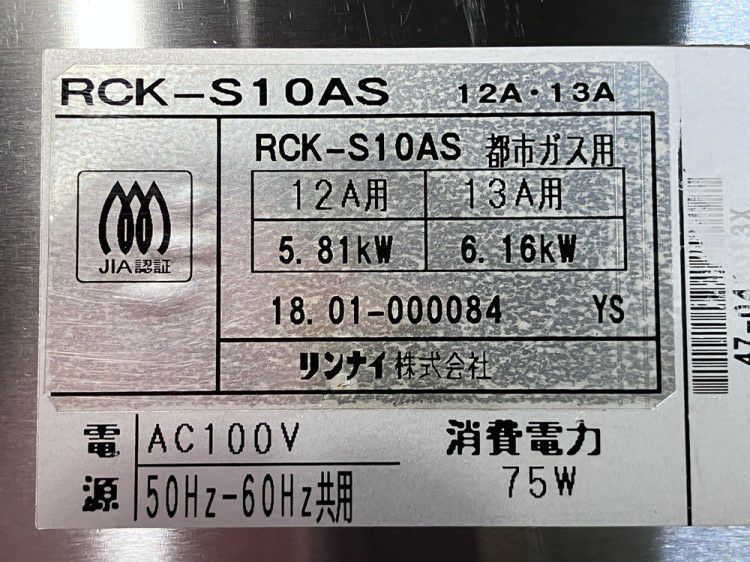 RCK-S10AS 12A・13A
RCK-S10AS 都市ガス用
12A用 13A用
5.81kW 6.16kW
JIA認証
18.01-000084 YS
リンナイ株式会社
電源 AC100V
50Hz-60Hz共用
消費電力
75W